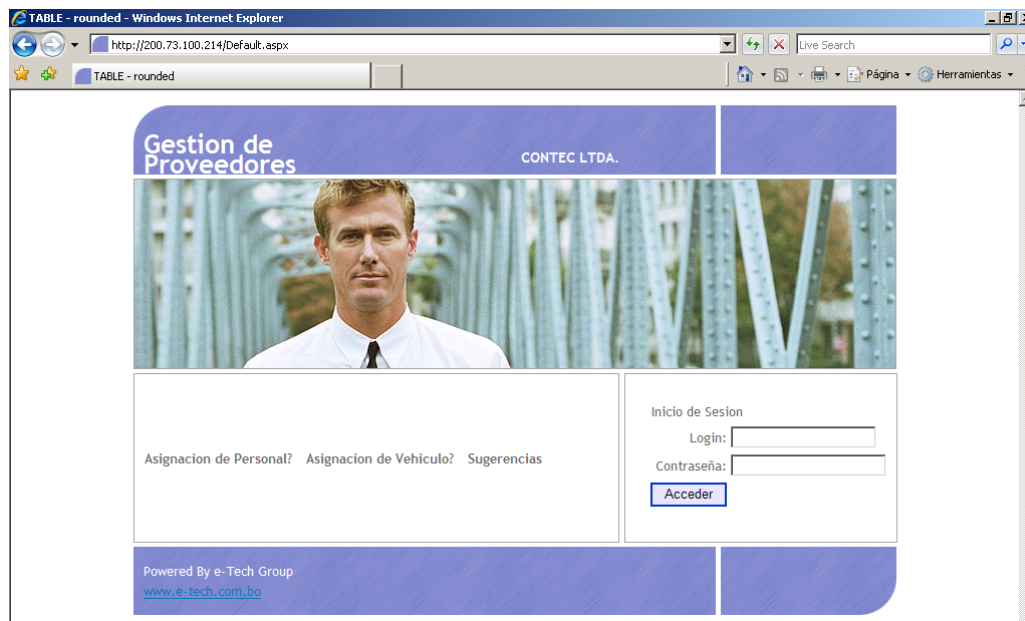 TABLE - rounded - Windows Internet Explorer
http://200.73.100.214/Default.aspx
Live Search
TABLE - rounded
Página
Herramientas
Gestion de
Proveedores
CONTEC LTDA.
Asignacion de Personal? Asignacion de Vehiculo? Sugerencias
Inicio de Sesion
Login:
Contraseña:
Acceder
Powered By e-Tech Group
www.e-tech.com.bo